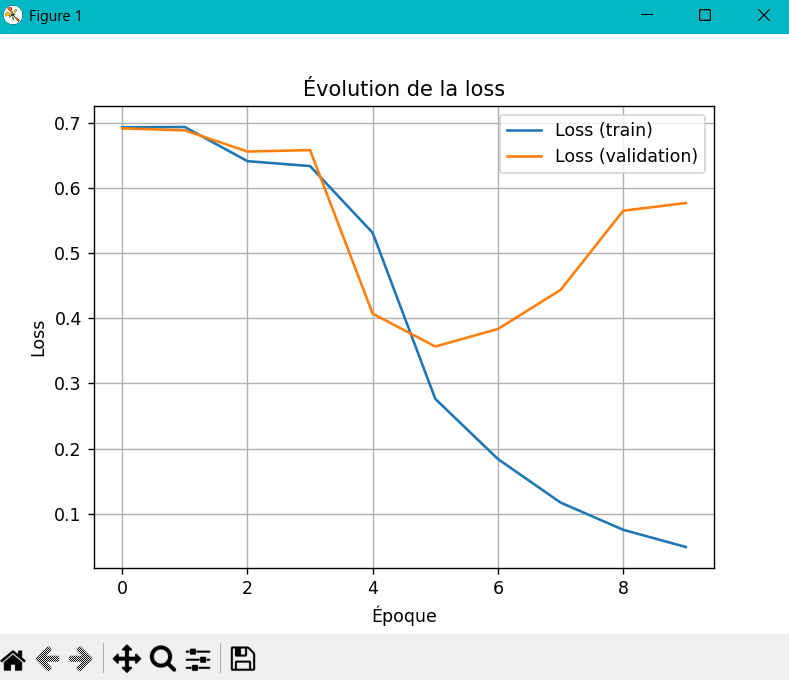 Figure 1
Évolution de la loss
Loss (train)
Loss (validation)
0.7
0.6
0.5
0.4
0.3
0.2
0.1
Loss
0 2 4 6 8
Époque